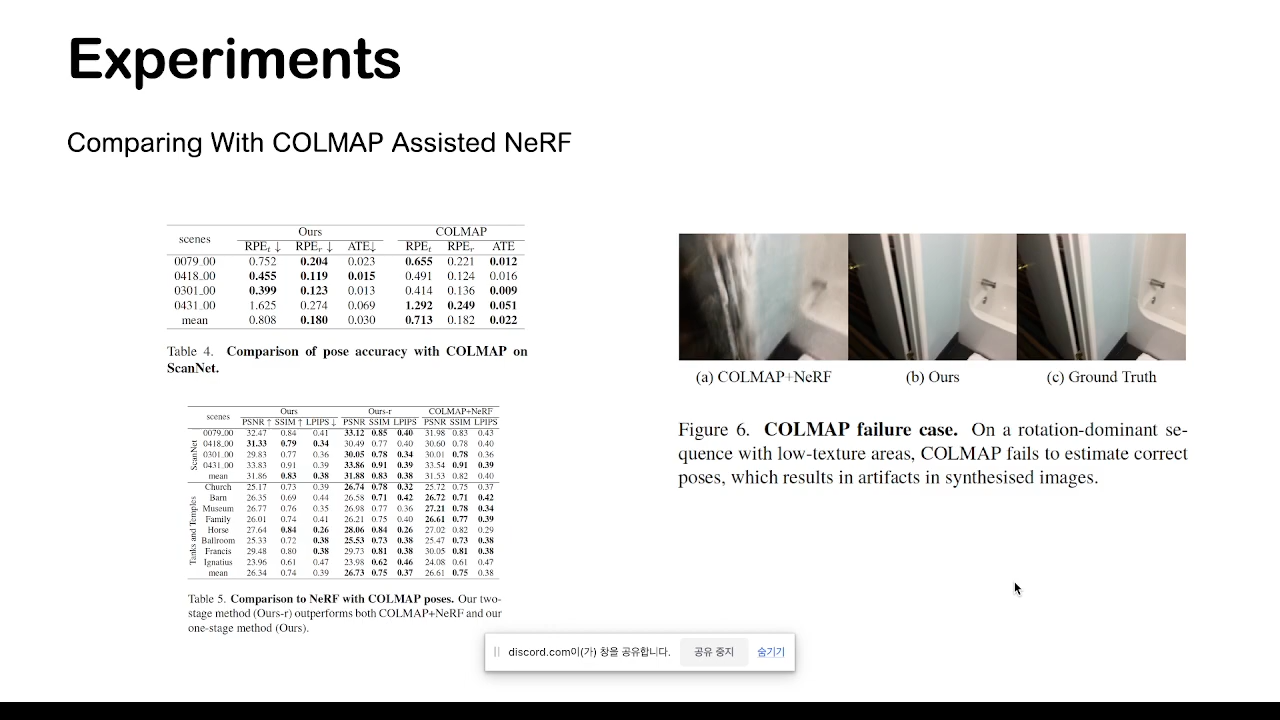 Experiments
Comparing With COLMAP Assisted NeRF
scenes Ours COLMAP
RPEt ↓ RPEr ↓ ATE↓ RPEt RPEr ATE
0079_00 0.752 0.204 0.023 0.655 0.221 0.012
0418_00 0.455 0.119 0.015 0.491 0.124 0.016
0301_00 0.399 0.123 0.013 0.414 0.136 0.009
0431_00 1.625 0.274 0.069 1.292 0.249 0.051
mean 0.808 0.180 0.030 0.713 0.182 0.022
Table 4. Comparison of pose accuracy with COLMAP on
ScanNet.
scenes Ours Ours-r COLMAP+NeRF
PSNR ↑ SSIM ↑ LPIPS ↓ PSNR SSIM LPIPS PSNR SSIM LPIPS
ScanNet
0079_00 32.47 0.84 0.41 33.12 0.85 0.40 31.98 0.83 0.43
0418_00 31.33 0.79 0.34 30.49 0.77 0.40 30.60 0.78 0.40
0301_00 29.83 0.77 0.36 30.05 0.78 0.34 30.01 0.78 0.36
0431_00 33.83 0.91 0.39 33.86 0.91 0.39 33.54 0.91 0.39
mean 31.86 0.83 0.38 31.88 0.83 0.38 31.53 0.82 0.40
Tanks and Temples
Church 25.17 0.73 0.39 26.74 0.78 0.32 25.72 0.75 0.37
Barn 26.35 0.69 0.44 26.58 0.71 0.42 26.72 0.71 0.42
Museum 26.77 0.76 0.35 26.98 0.77 0.36 27.21 0.78 0.34
Family 26.01 0.74 0.41 26.21 0.75 0.40 26.61 0.77 0.39
Horse 27.64 0.84 0.26 28.06 0.84 0.26 27.02 0.82 0.29
Ballroom 25.33 0.72 0.38 25.53 0.73 0.38 25.47 0.73 0.38
Francis 29.48 0.80 0.38 29.73 0.81 0.38 30.05 0.81 0.38
Ignatius 23.96 0.61 0.47 23.98 0.62 0.46 24.08 0.61 0.47
mean 26.34 0.74 0.39 26.73 0.75 0.37 26.61 0.75 0.38
Table 5. Comparison to NeRF with COLMAP poses. Our two-
stage method (Ours-r) outperforms both COLMAP+NeRF and our
one-stage method (Ours).
(a) COLMAP+NeRF (b) Ours (c) Ground Truth
Figure 6. COLMAP failure case. On a rotation-dominant se-
quence with low-texture areas, COLMAP fails to estimate correct
poses, which results in artifacts in synthesised images.
discord.com이(가) 창을 공유합니다. 공유 중지 숨기기